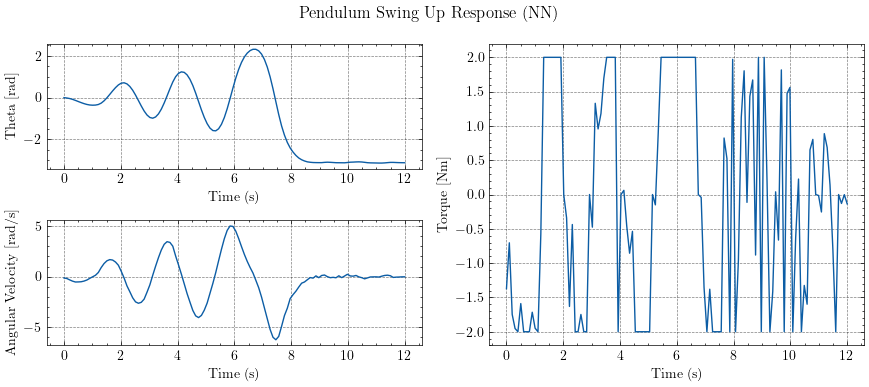 Pendulum Swing Up Response (NN)
Theta [rad]
2
0
−2
0 2 4 6 8 10 12
Time (s)
Angular Velocity [rad/s]
5
0
−5
0 2 4 6 8 10 12
Time (s)
Torque [Nm]
2.0
1.5
1.0
0.5
0.0
−0.5
−1.0
−1.5
−2.0
0 2 4 6 8 10 12
Time (s)